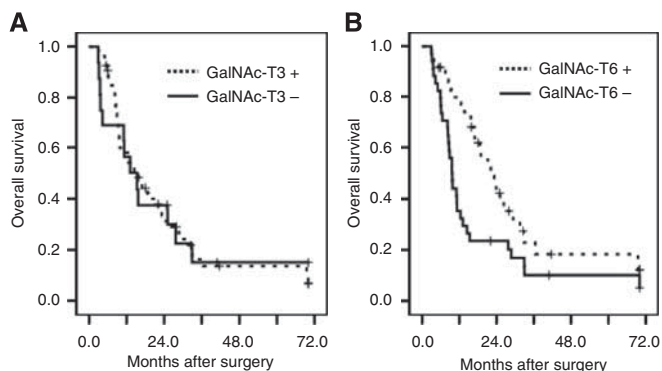 A
GalNAc-T3 +
GalNAc-T3 –
Overall survival
1.0
0.8
0.6
0.4
0.2
0.0
0.0
24.0
48.0
72.0
Months after surgery
B
GalNAc-T6 +
GalNAc-T6 –
Overall survival
1.0
0.8
0.6
0.4
0.2
0.0
0.0
24.0
48.0
72.0
Months after surgery